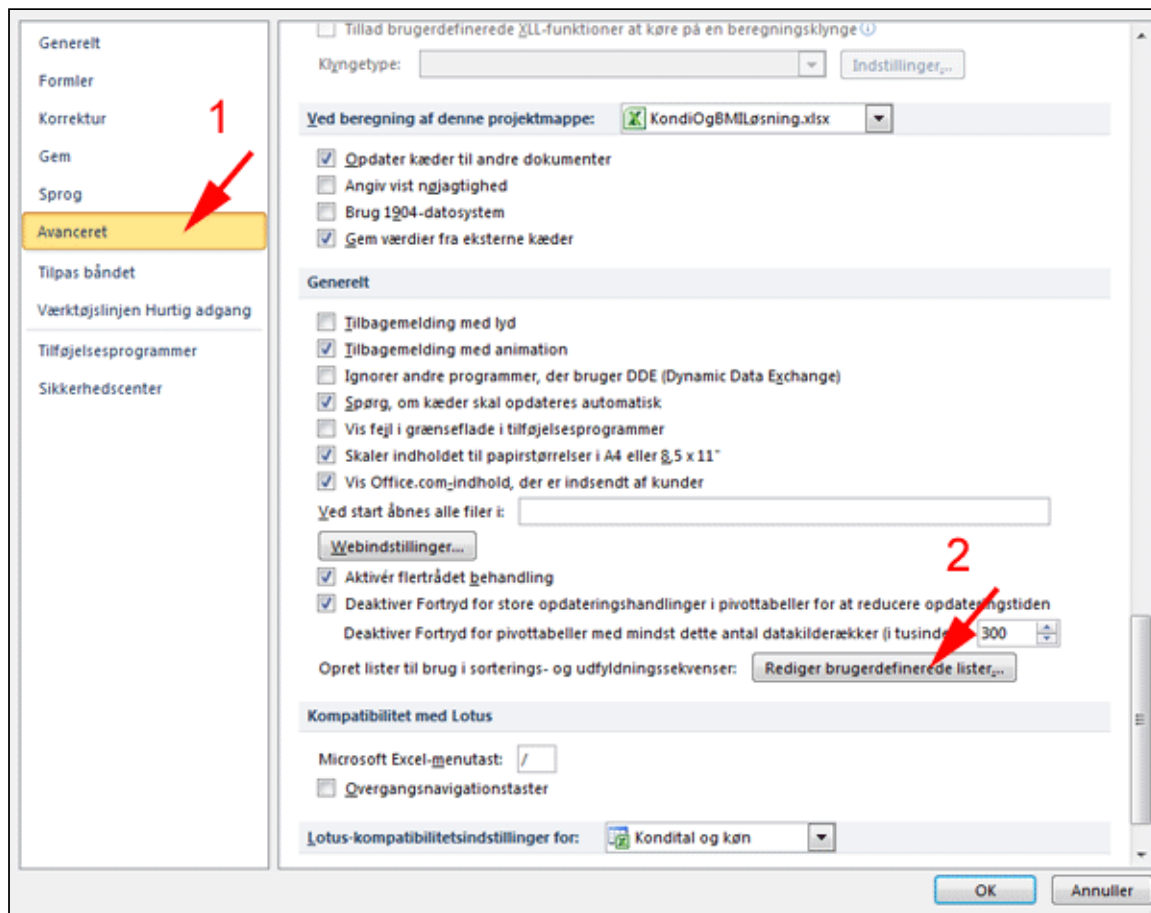 Generelt
Formler
Korrektur
Gem
Sprog
Avanceret
Tilpas båndet
Værktøjslinjen Hurtig adgang
Tilføjelsesprogrammer
Sikkerhedscenter
1
Tillad brugerdefinerede XLL-funktioner at køre på en beregningsklynge
Klyngetype: Indstillinger...
Ved beregning af denne projektmappe: KondiOgBMILøsning.xlsx
Opdater kæder til andre dokumenter
Angiv vist nøjagtighed
Brug 1904-datosystem
Gem værdier fra eksterne kæder
Generelt
Tilbagemelding med lyd
Tilbagemelding med animation
Ignorer andre programmer, der bruger DDE (Dynamic Data Exchange)
Spørg, om kæder skal opdateres automatisk
Vis fejl i grænseflade i tilføjelsesprogrammer
Skaler indholdet til papirstørrelser i A4 eller 8,5 x 11"
Vis Office.com-indhold, der er indsendt af kunder
Ved start åbnes alle filer i:
Webindstillinger...
2
Aktivér flertrådet behandling
Deaktiver Fortryd for store opdateringshandlinger i pivottabeller for at reducere opdateringstiden
Deaktiver Fortryd for pivottabeller med mindst dette antal datakilderækker (i tusinde 300
Opret lister til brug i sorterings- og udfyldningssekvenser: Rediger brugerdefinerede lister...
Kompatibilitet med Lotus
Microsoft Excel-menutast: /
Overgangsnavigationstaster
Lotus-kompatibilitetsindstillinger for: Kondital og køn
OK Annuller